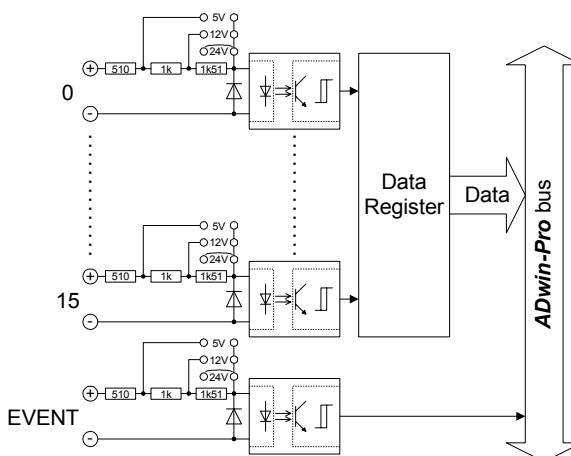 5V
12V
24V
+ 510 1k 1k51
0
-
Data Register
Data
ADwin-Pro bus
5V
12V
24V
+ 510 1k 1k51
15
-
5V
12V
24V
+ 510 1k 1k51
EVENT
-